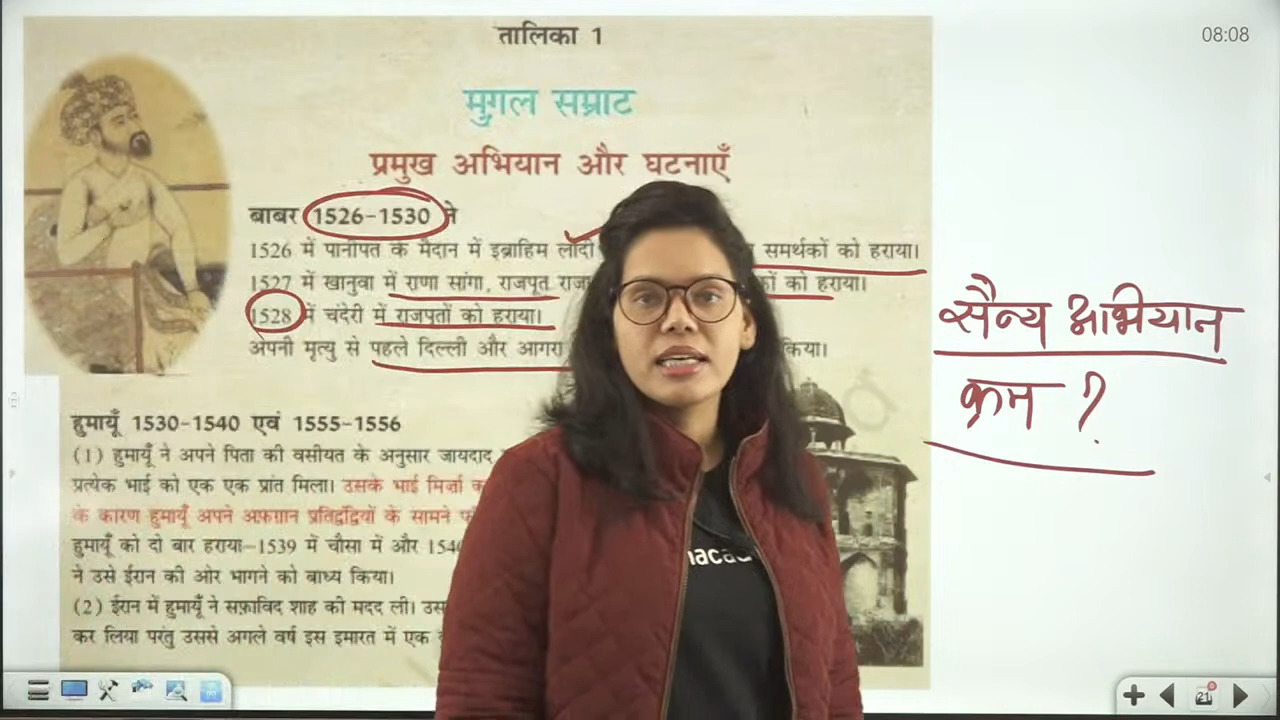 तालिका 1
08:08
मुगल सम्राट
प्रमुख अभियान और घटनाएँ
बाबर 1526-1530 ने
1526 में पानीपत के मैदान में इब्राहिम लोदी समर्थकों को हराया।
1527 में खानुवा में राणा सांगा, राजपूत राजा को हराया।
1528 में चंदेरी में राजपूतों को हराया।
अपनी मृत्यु से पहले दिल्ली और आगरा किया।
सैन्य अभियान
क्रम ?
हुमायूँ 1530-1540 एवं 1555-1556
(1) हुमायूँ ने अपने पिता की वसीयत के अनुसार जायदाद
प्रत्येक भाई को एक एक प्रांत मिला। उसके भाई मिर्ज़ा
के कारण हुमायूँ अपने अफ़ग़ान प्रतिद्वंद्वियों के सामने
हुमायूँ को दो बार हराया-1539 में चौसा में और
ने उसे ईरान की ओर भागने को बाध्य किया।
(2) ईरान में हुमायूँ ने सफ़ाविद शाह की मदद ली।
कर लिया परंतु उससे अगले वर्ष इस इमारत में एक
21